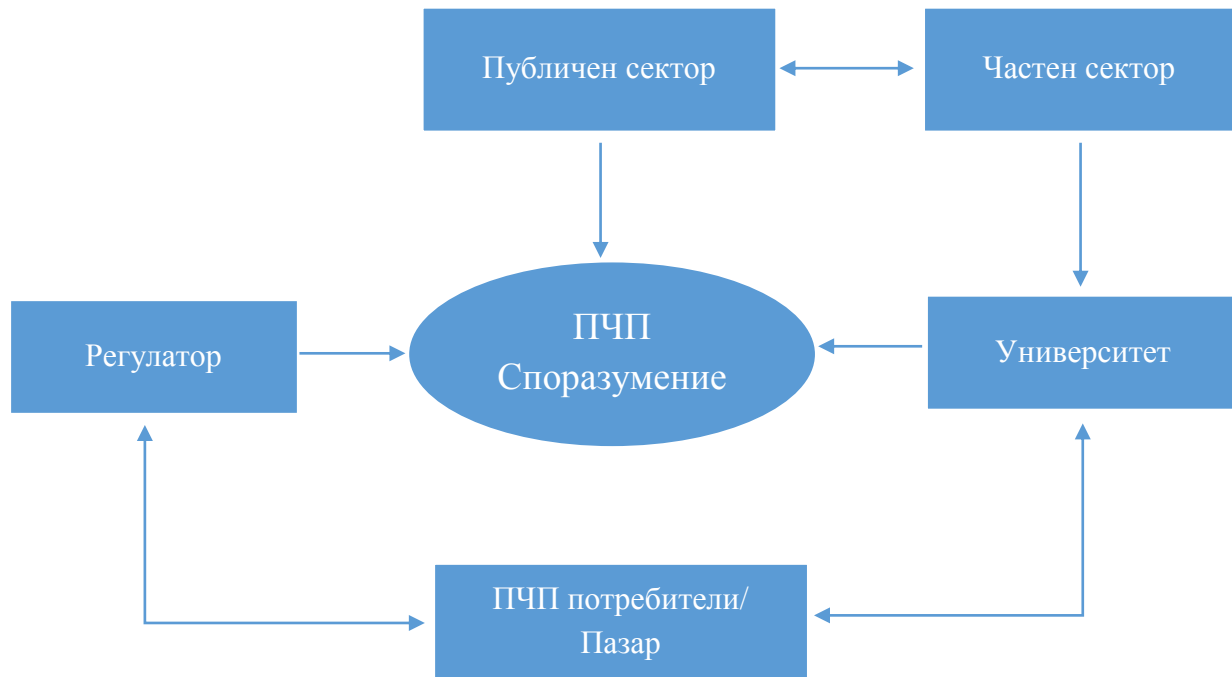 Публичен сектор
Частен сектор
Регулатор
ПЧП
Споразумение
Университет
ПЧП потребители/
Пазар